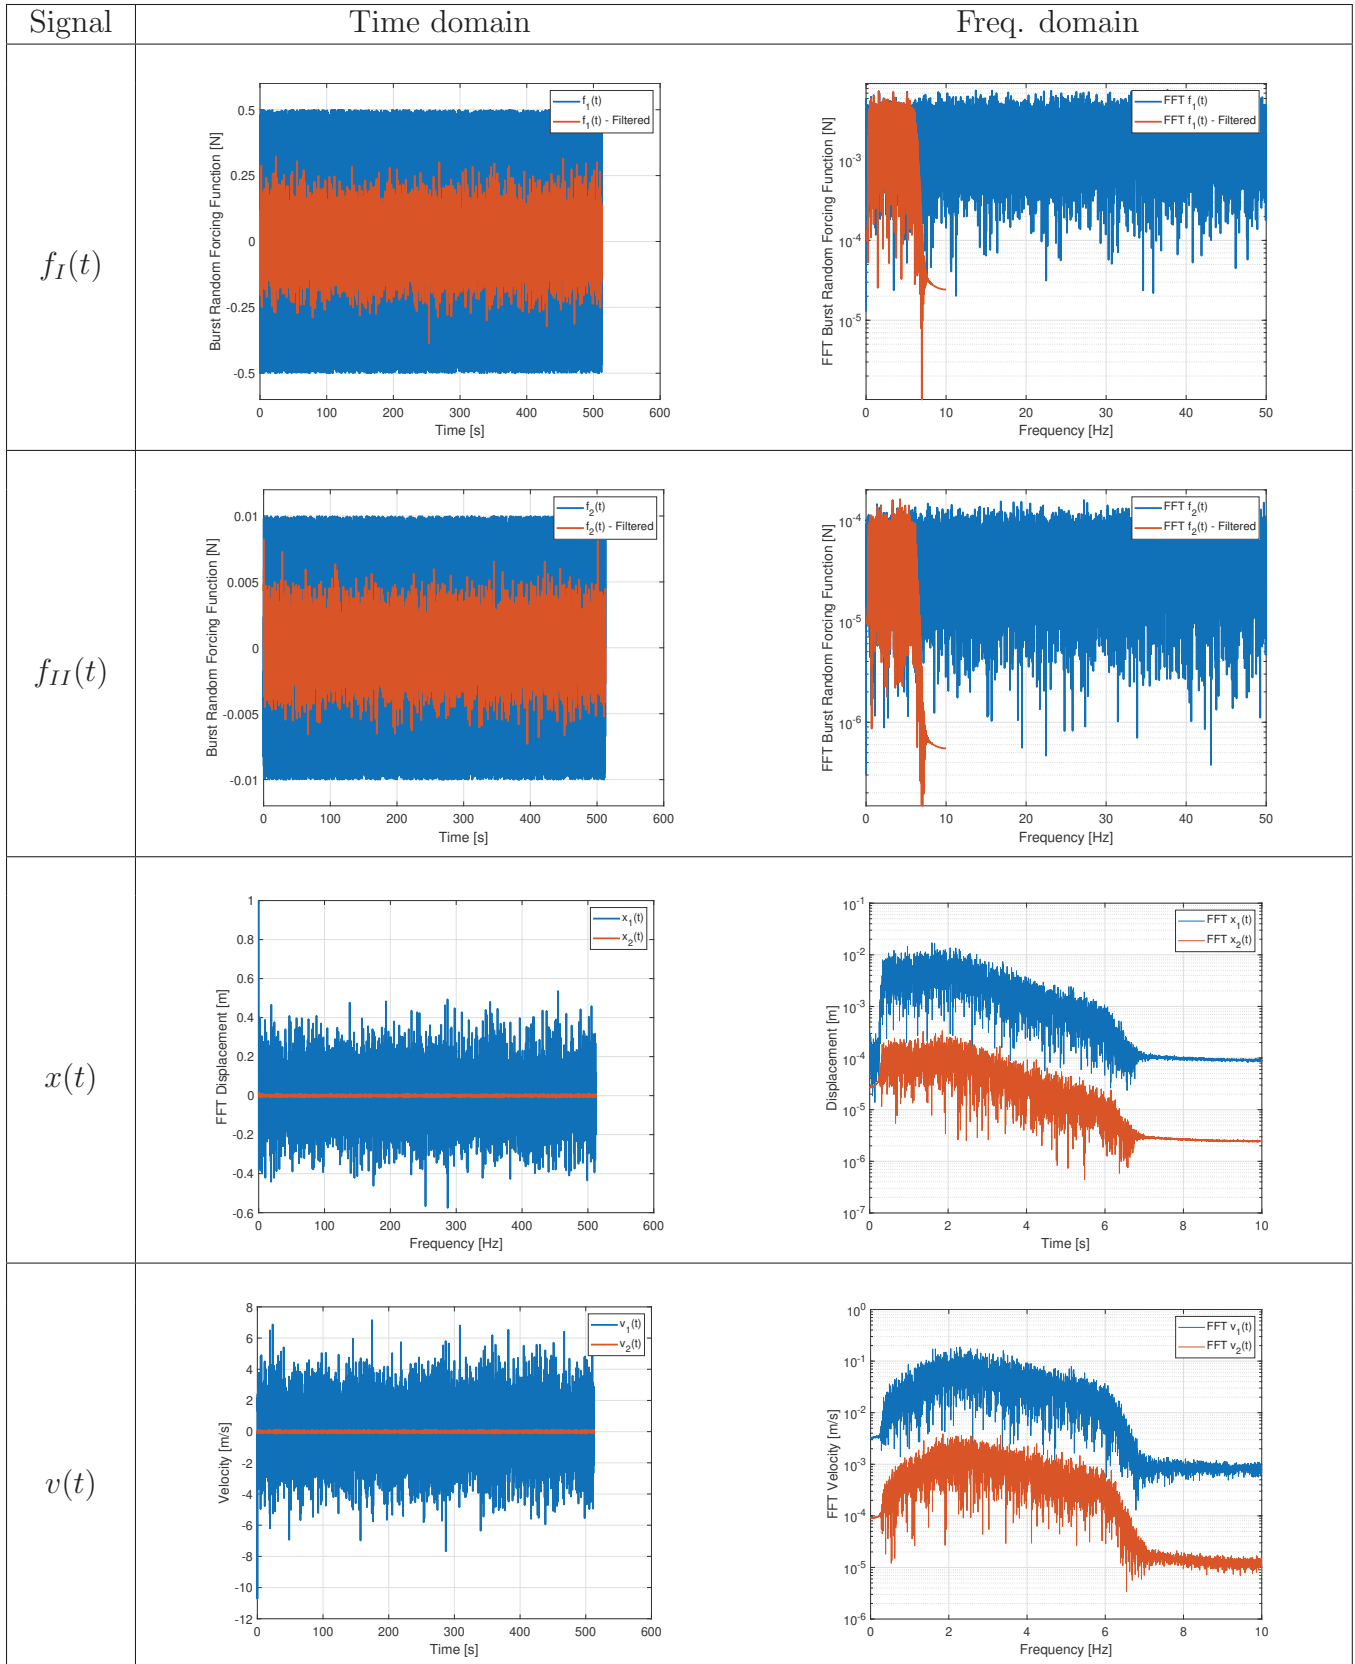 Signal Time domain Freq. domain
f_I(t)
Burst Random Forcing Function [N]
0.5
0.25
0
-0.25
-0.5
0 100 200 300 400 500 600
Time [s]
f_1(t)
f_1(t) - Filtered
FFT Burst Random Forcing Function [N]
10^-3
10^-4
10^-5
0 10 20 30 40 50
Frequency [Hz]
FFT f_1(t)
FFT f_1(t) - Filtered
f_{II}(t)
Burst Random Forcing Function [N]
0.01
0.005
0
-0.005
-0.01
0 100 200 300 400 500 600
Time [s]
f_2(t)
f_2(t) - Filtered
FFT Burst Random Forcing Function [N]
10^-4
10^-5
10^-6
0 10 20 30 40 50
Frequency [Hz]
FFT f_2(t)
FFT f_2(t) - Filtered
x(t)
FFT Displacement [m]
1
0.8
0.6
0.4
0.2
0
-0.2
-0.4
-0.6
0 100 200 300 400 500 600
Frequency [Hz]
x_1(t)
x_2(t)
Displacement [m]
10^-1
10^-2
10^-3
10^-4
10^-5
10^-6
10^-7
0 2 4 6 8 10
Time [s]
FFT x_1(t)
FFT x_2(t)
v(t)
Velocity [m/s]
8
6
4
2
0
-2
-4
-6
-8
-10
-12
0 100 200 300 400 500 600
Time [s]
v_1(t)
v_2(t)
FFT Velocity [m/s]
10^0
10^-1
10^-2
10^-3
10^-4
10^-5
10^-6
0 2 4 6 8 10
Frequency [Hz]
FFT v_1(t)
FFT v_2(t)